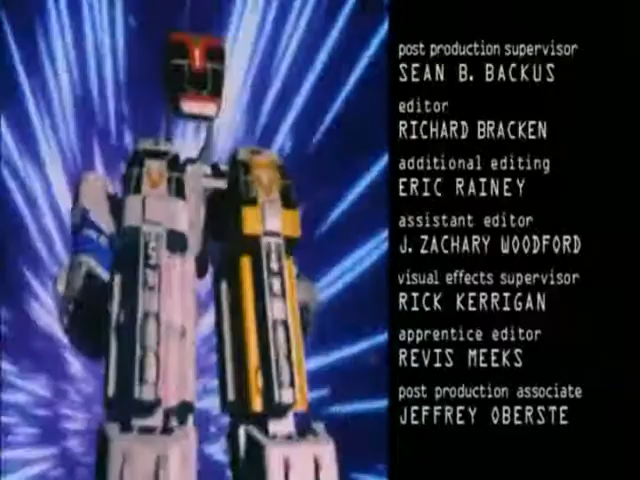 post production supervisor
SEAN B. BACKUS
editor
RICHARD BRACKEN
additional editing
ERIC RAINEY
assistant editor
J. ZACHARY WOODFORD
visual effects supervisor
RICK KERRIGAN
apprentice editor
REVIS MEEKS
post production associate
JEFFREY OBERSTE